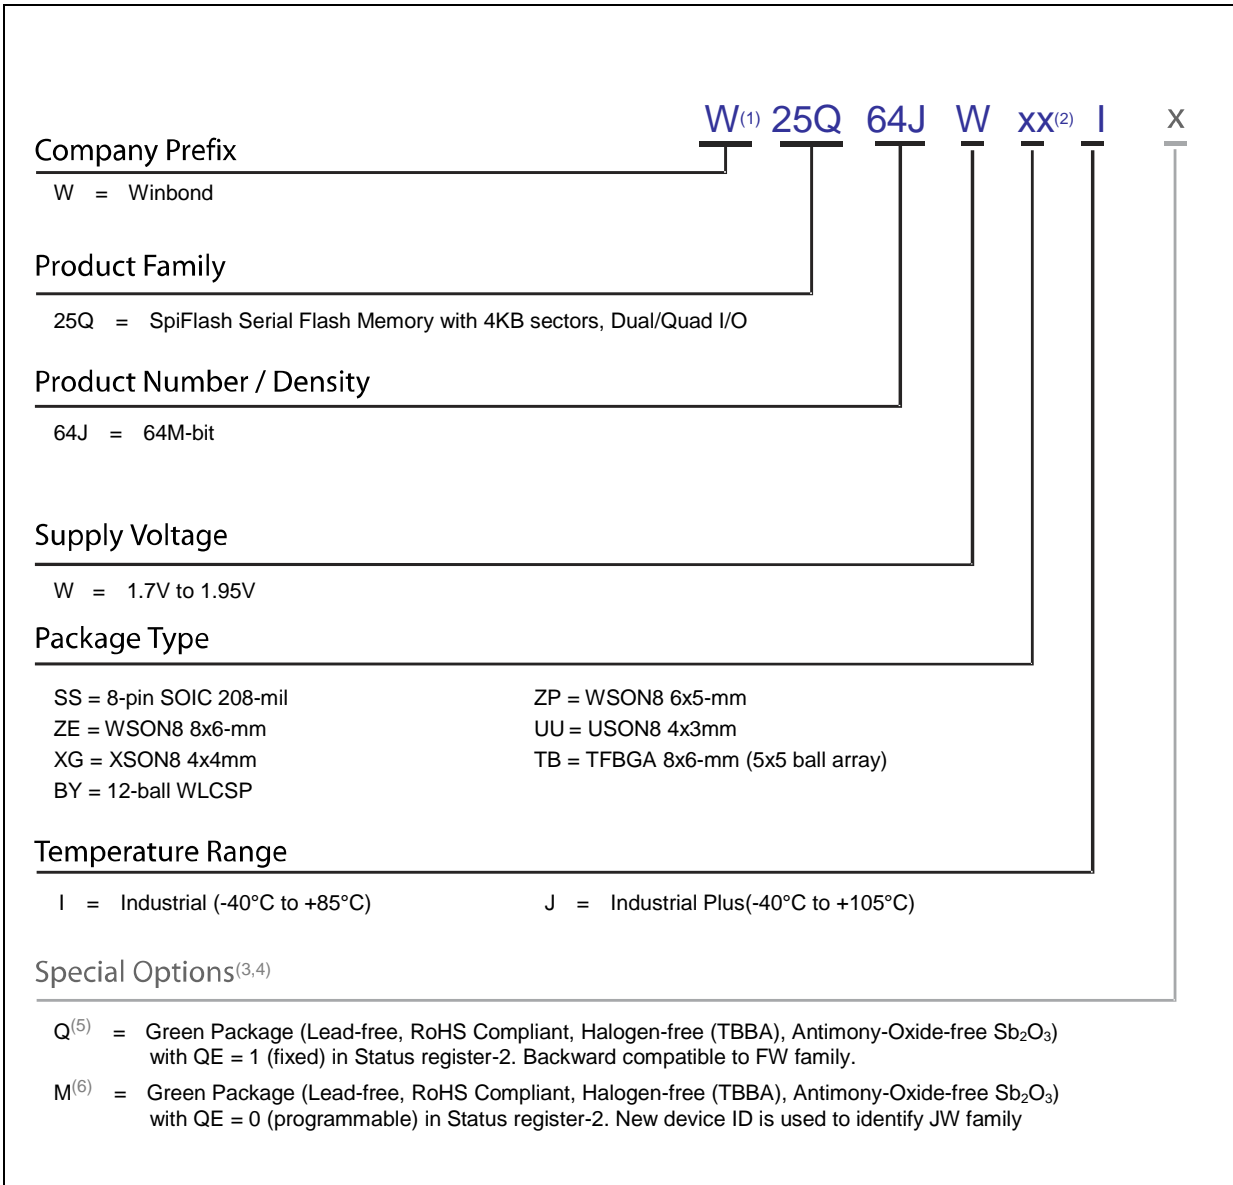 W(1) 25Q 64J W xx(2) I x
Company Prefix
W = Winbond
Product Family
25Q = SpiFlash Serial Flash Memory with 4KB sectors, Dual/Quad I/O
Product Number / Density
64J = 64M-bit
Supply Voltage
W = 1.7V to 1.95V
Package Type
SS = 8-pin SOIC 208-mil ZP = WSON8 6x5-mm
ZE = WSON8 8x6-mm UU = USON8 4x3mm
XG = XSON8 4x4mm TB = TFBGA 8x6-mm (5x5 ball array)
BY = 12-ball WLCSP
Temperature Range
I = Industrial (-40°C to +85°C) J = Industrial Plus(-40°C to +105°C)
Special Options(3,4)
Q(5) = Green Package (Lead-free, RoHS Compliant, Halogen-free (TBBA), Antimony-Oxide-free Sb₂O₃)
with QE = 1 (fixed) in Status register-2. Backward compatible to FW family.
M(6) = Green Package (Lead-free, RoHS Compliant, Halogen-free (TBBA), Antimony-Oxide-free Sb₂O₃)
with QE = 0 (programmable) in Status register-2. New device ID is used to identify JW family